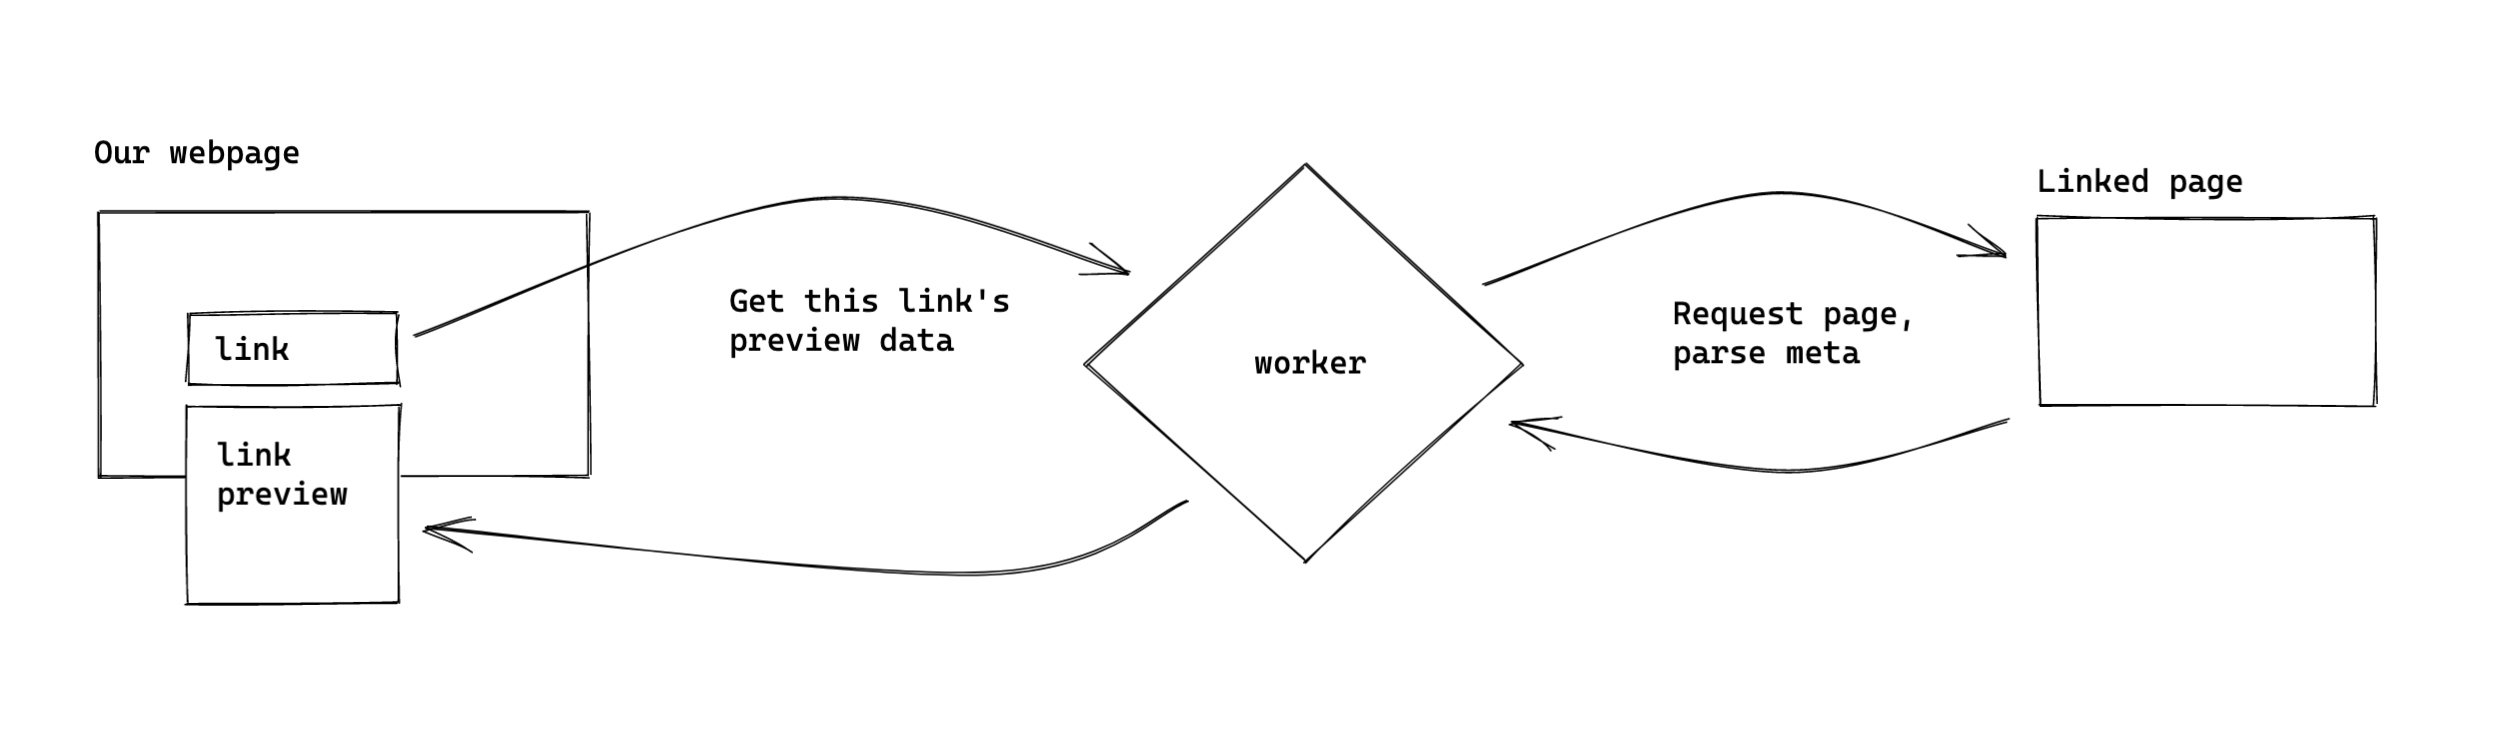 Our webpage
link
link
preview
Get this link's
preview data
worker
Request page,
parse meta
Linked page